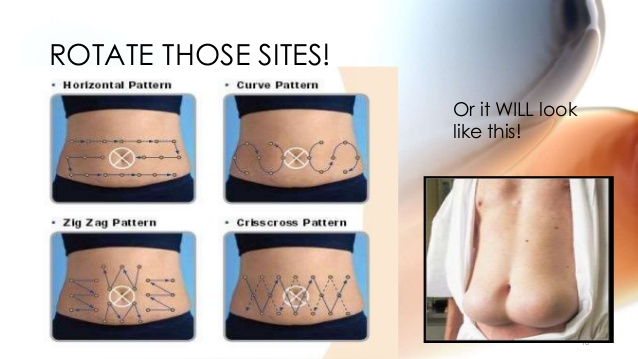 ROTATE THOSE SITES!
• Horizontal Pattern
• Curve Pattern
Or it WILL look
like this!
• Zig Zag Pattern
• Crisscross Pattern